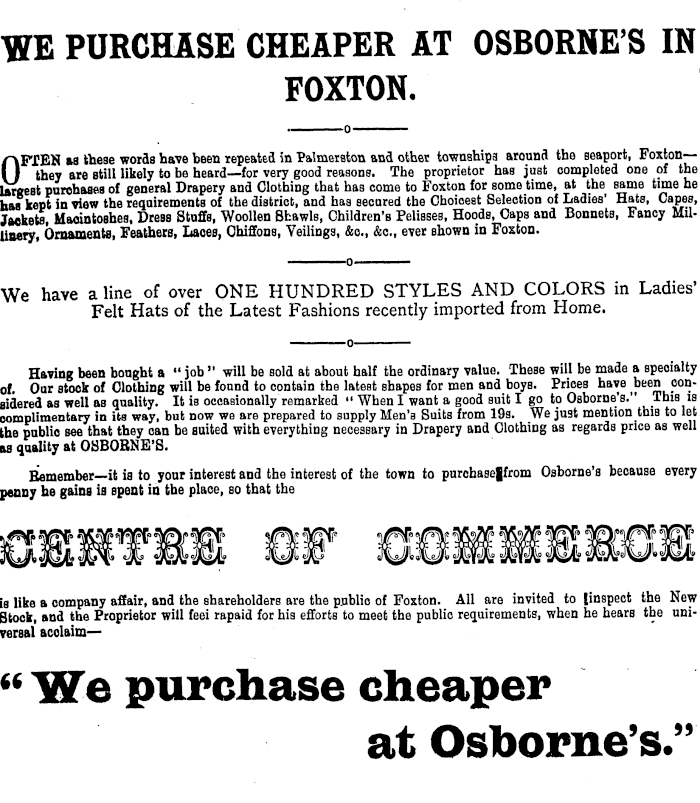 WE PURCHASE CHEAPER AT OSBORNE'S IN
FOXTON.
OFTEN as these words have been repeated in Palmerston and other townships around the seaport, Foxton—
they are still likely to be heard—for very good reasons. The proprietor has just completed one of the
largest purchases of general Drapery and Clothing that has come to Foxton for some time, at the same time he
has kept in view the requirements of the district, and has secured the Choicest Selection of Ladies' Hats, Capes,
Jackets, Macintoshes, Dress Stuffs, Woollen Shawls, Children's Pelisses, Hoods, Caps and Bonnets, Fancy Mil-
linery, Ornaments, Feathers, Laces, Chiffons, Veilings, &c., &c., ever shown in Foxton.
We have a line of over ONE HUNDRED STYLES AND COLORS in Ladies'
Felt Hats of the Latest Fashions recently imported from Home.
Having been bought a "job" will be sold at about half the ordinary value. These will be made a specialty
of. Our stock of Clothing will be found to contain the latest shapes for men and boys. Prices have been con-
sidered as well as quality. It is occasionally remarked "When I want a good suit I go to Osborne's." This is
complimentary in its way, but now we are prepared to supply Men's Suits from 19s. We just mention this to let
the public see that they can be suited with everything necessary in Drapery and Clothing as regards price as well
as quality at OSBORNE'S.
Remember—it is to your interest and the interest of the town to purchase from Osborne's because every
penny he gains is spent in the place, so that the
CENTRE OF COMMERCE
is like a company affair, and the shareholders are the public of Foxton. All are invited to inspect the New
Stock, and the Proprietor will feel rapaid for his efforts to meet the public requirements, when he hears the uni-
versal acclaim—
"We purchase cheaper
at Osborne's."